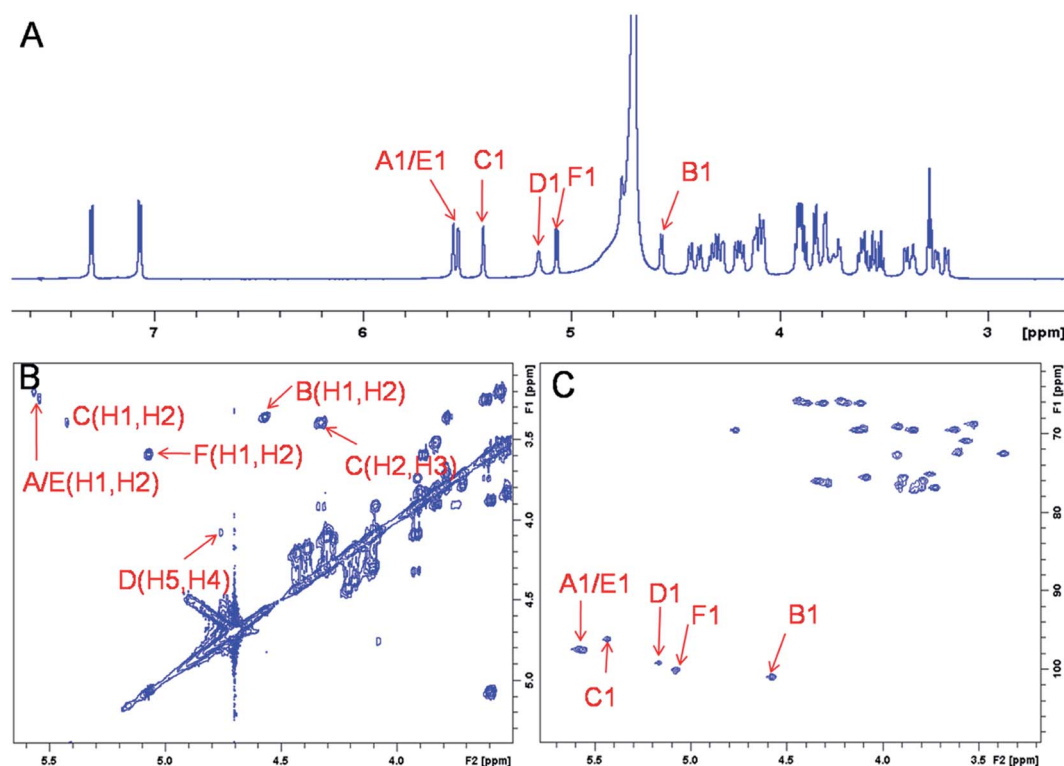 A
A1/E1
C1
D1
F1
B1
7
6
5
4
3
[ppm]
B
B(H1,H2)
C(H1,H2)
F(H1,H2)
C(H2,H3)
A/E(H1,H2)
D(H5,H4)
F1 [ppm]
3.5
4.0
4.5
5.0
5.5
5.0
4.5
4.0
F2 [ppm]
C
A1/E1
D1
F1
B1
C1
F1 [ppm]
70
80
90
100
5.5
5.0
4.5
4.0
3.5
F2 [ppm]